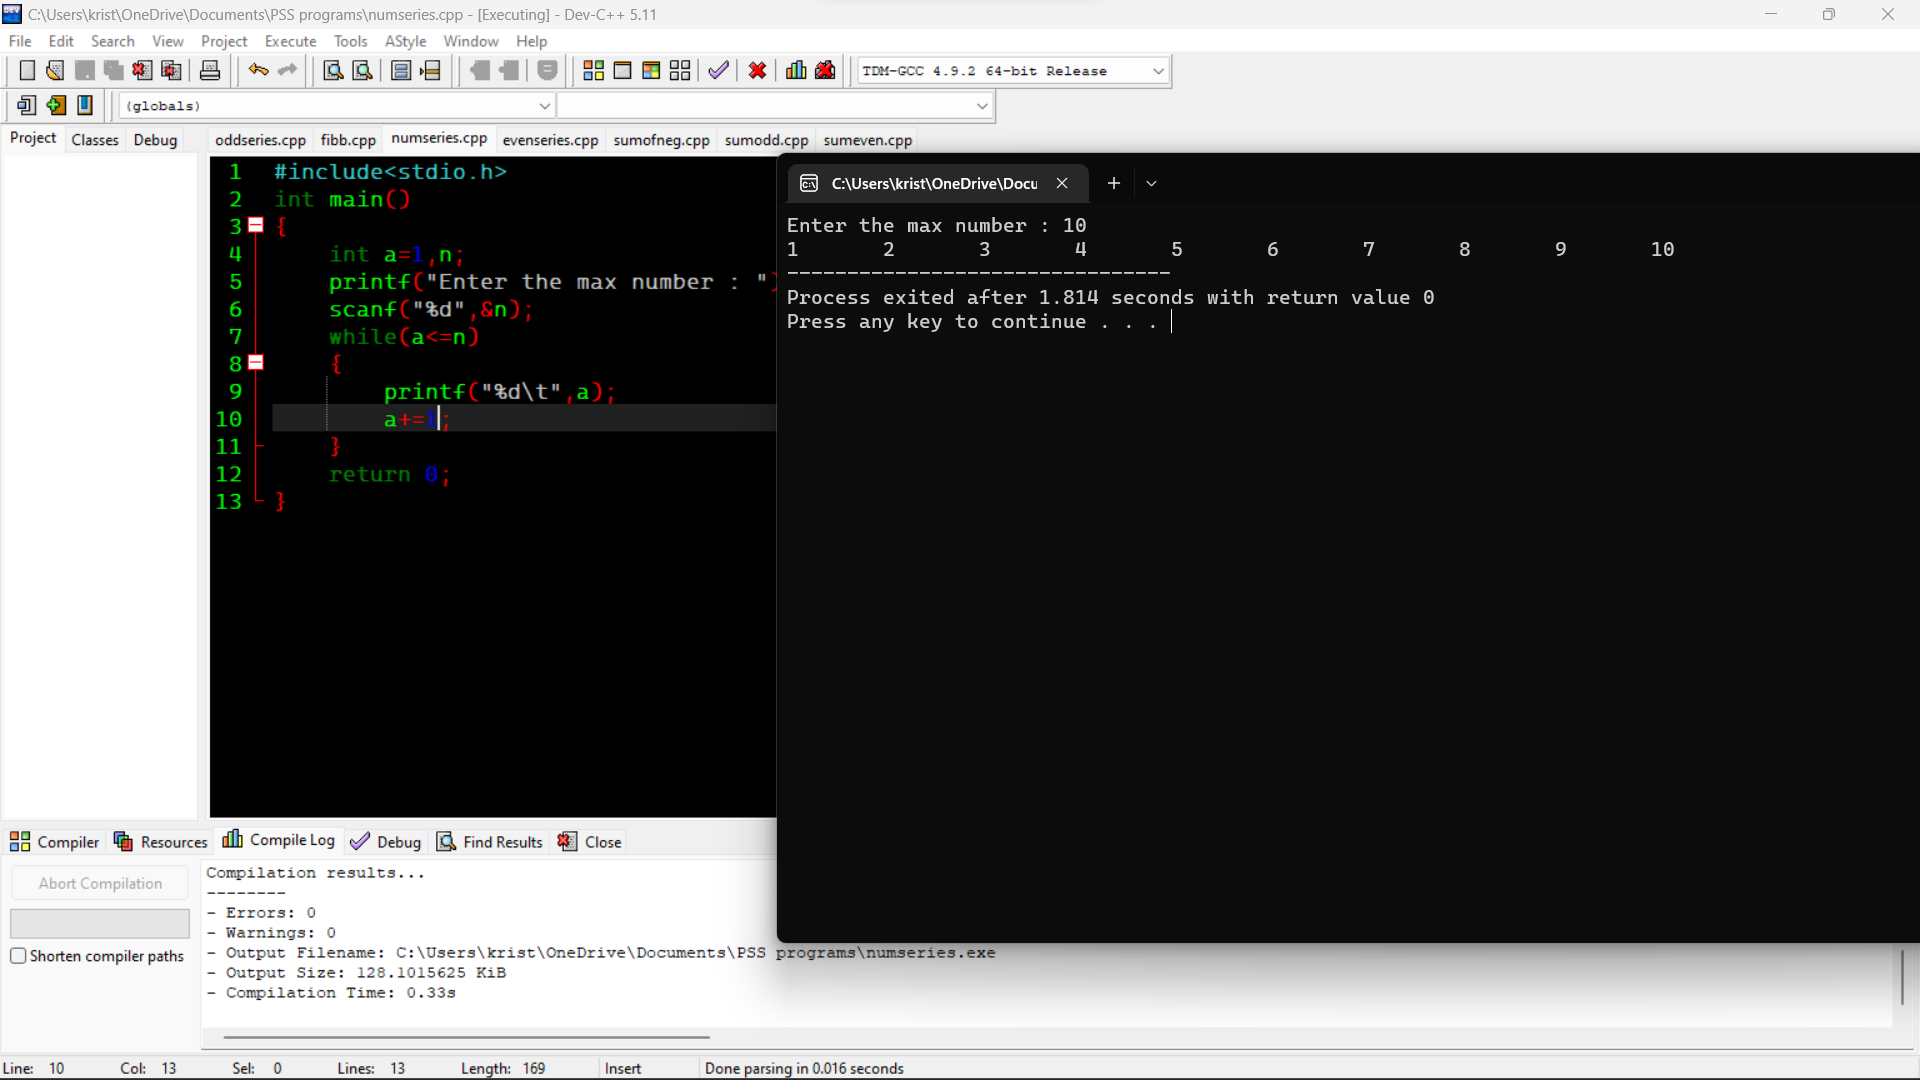 C:\Users\krist\OneDrive\Documents\PSS programs\numseries.cpp - [Executing] - Dev-C++ 5.11
File Edit Search View Project Execute Tools AStyle Window Help
TDM-GCC 4.9.2 64-bit Release
(globals)
Project Classes Debug
oddseries.cpp fibb.cpp numseries.cpp evenseries.cpp sumofneg.cpp sumodd.cpp sumeven.cpp
1 #include<stdio.h>
2 int main()
3 {
4 int a=1,n;
5 printf("Enter the max number : ")
6 scanf("%d",&n);
7 while(a<=n)
8 {
9 printf("%d\t",a);
10 a+=1;
11 }
12 return 0;
13 }
C:\Users\krist\OneDrive\Docu
Enter the max number : 10
1 2 3 4 5 6 7 8 9 10
--------------------------------
Process exited after 1.814 seconds with return value 0
Press any key to continue . . .
Compiler Resources Compile Log Debug Find Results Close
Abort Compilation
Shorten compiler paths
Compilation results...
--------
- Errors: 0
- Warnings: 0
- Output Filename: C:\Users\krist\OneDrive\Documents\PSS programs\numseries.exe
- Output Size: 128.1015625 KiB
- Compilation Time: 0.33s
Line: 10 Col: 13 Sel: 0 Lines: 13 Length: 169 Insert Done parsing in 0.016 seconds